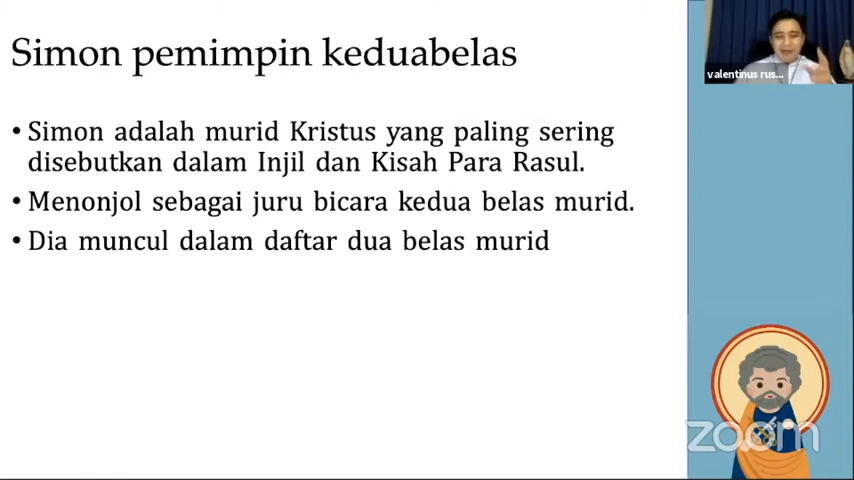 Simon pemimpin keduabelas
valentinus rus...
• Simon adalah murid Kristus yang paling sering
disebutkan dalam Injil dan Kisah Para Rasul.
• Menonjol sebagai juru bicara kedua belas murid.
• Dia muncul dalam daftar dua belas murid
zoom